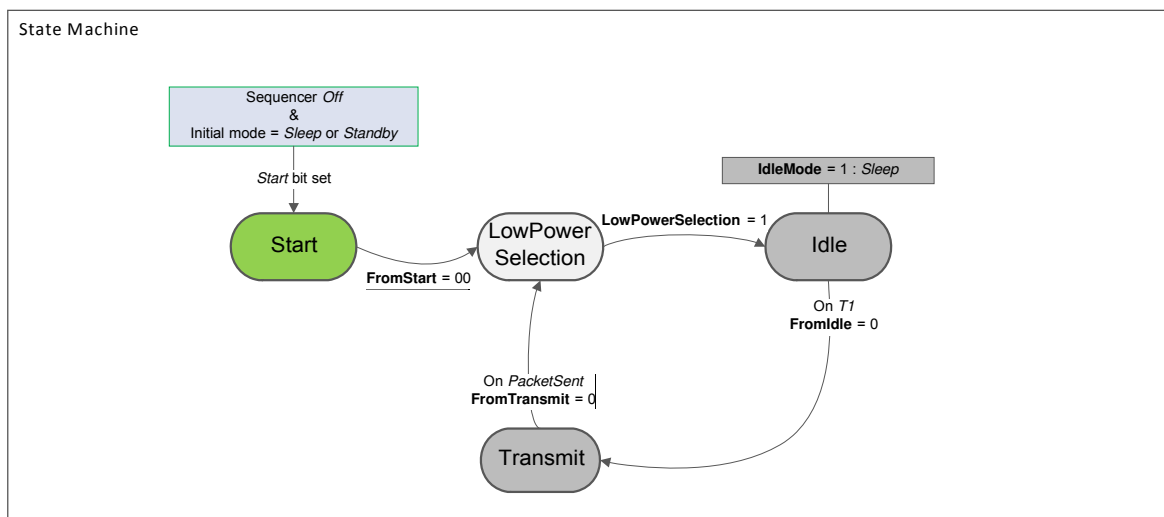 State Machine
Sequencer Off
&
Initial mode = Sleep or Standby
Start bit set
IdleMode = 1 : Sleep
Start
LowPower
Selection
LowPowerSelection = 1
Idle
FromStart = 00
On T1
FromIdle = 0
On PacketSent
FromTransmit = 0
Transmit